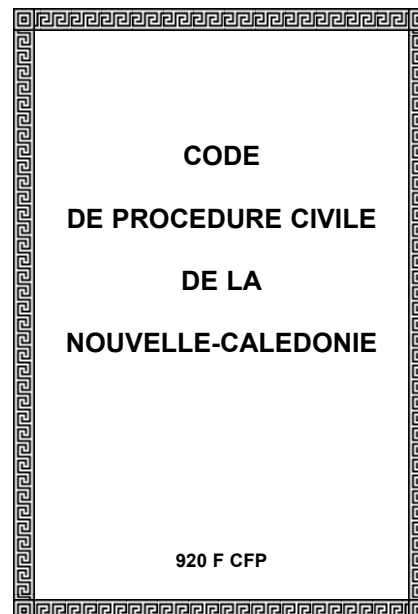 CODE
DE PROCEDURE CIVILE
DE LA
NOUVELLE-CALEDONIE
920 F CFP